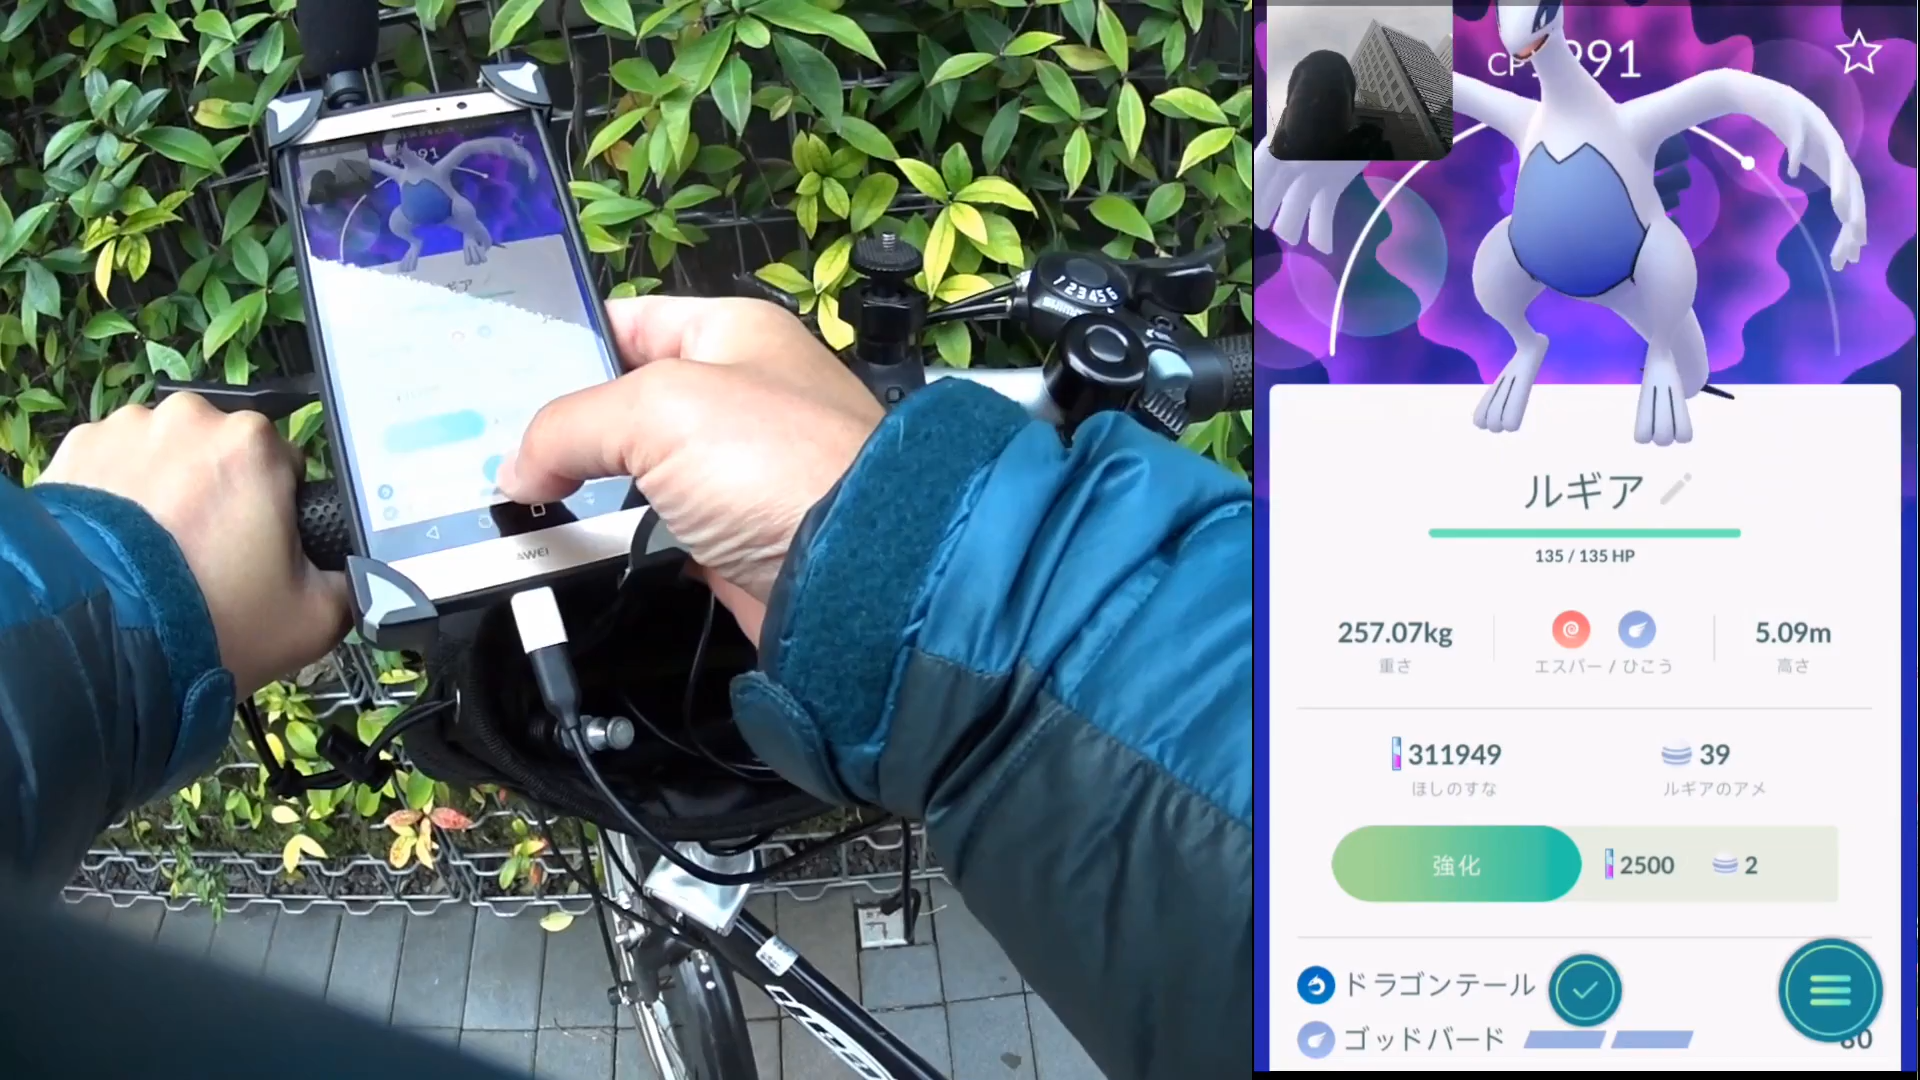 123456
AWEI
ルギア
135 / 135 HP
257.07kg
重さ
エスパー / ひこう
5.09m
高さ
311949
ほしのすな
39
ルギアのアメ
強化
2500
2
ドラゴンテール
ゴッドバード